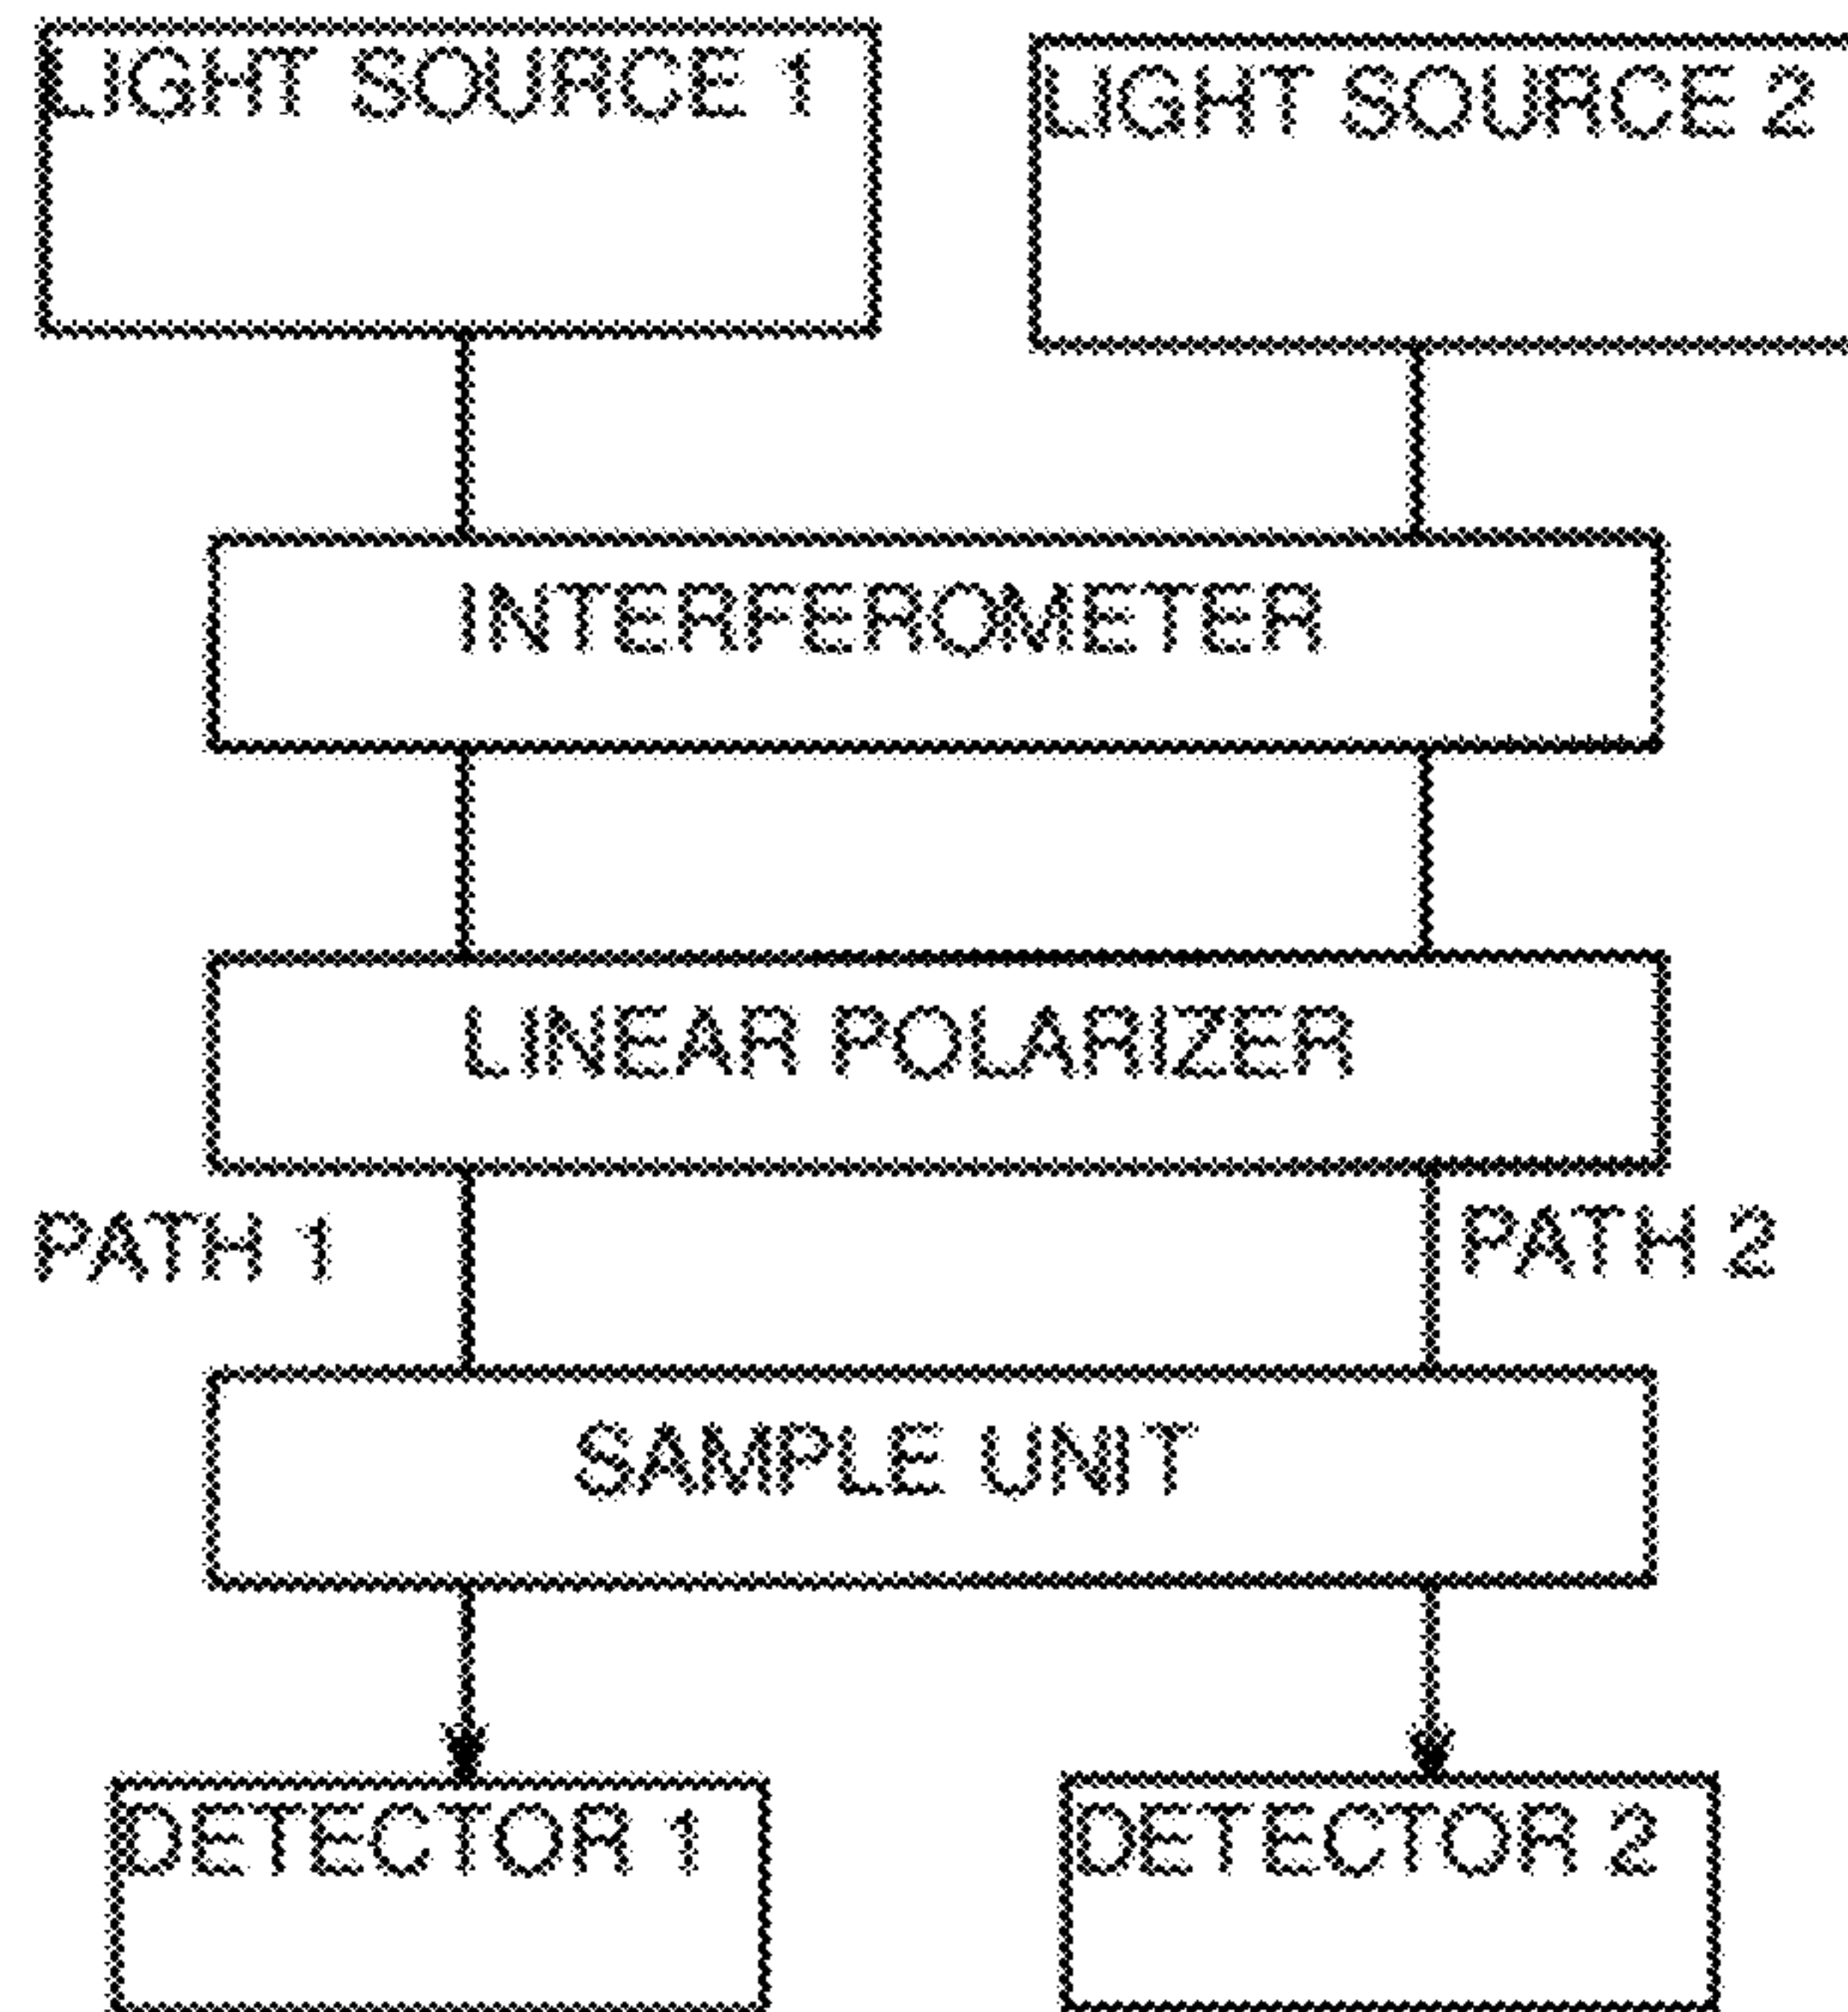 LIGHT SOURCE 1
LIGHT SOURCE 2
INTERFEROMETER
LINEAR POLARIZER
PATH 1
PATH 2
SAMPLE UNIT
DETECTOR 1
DETECTOR 2